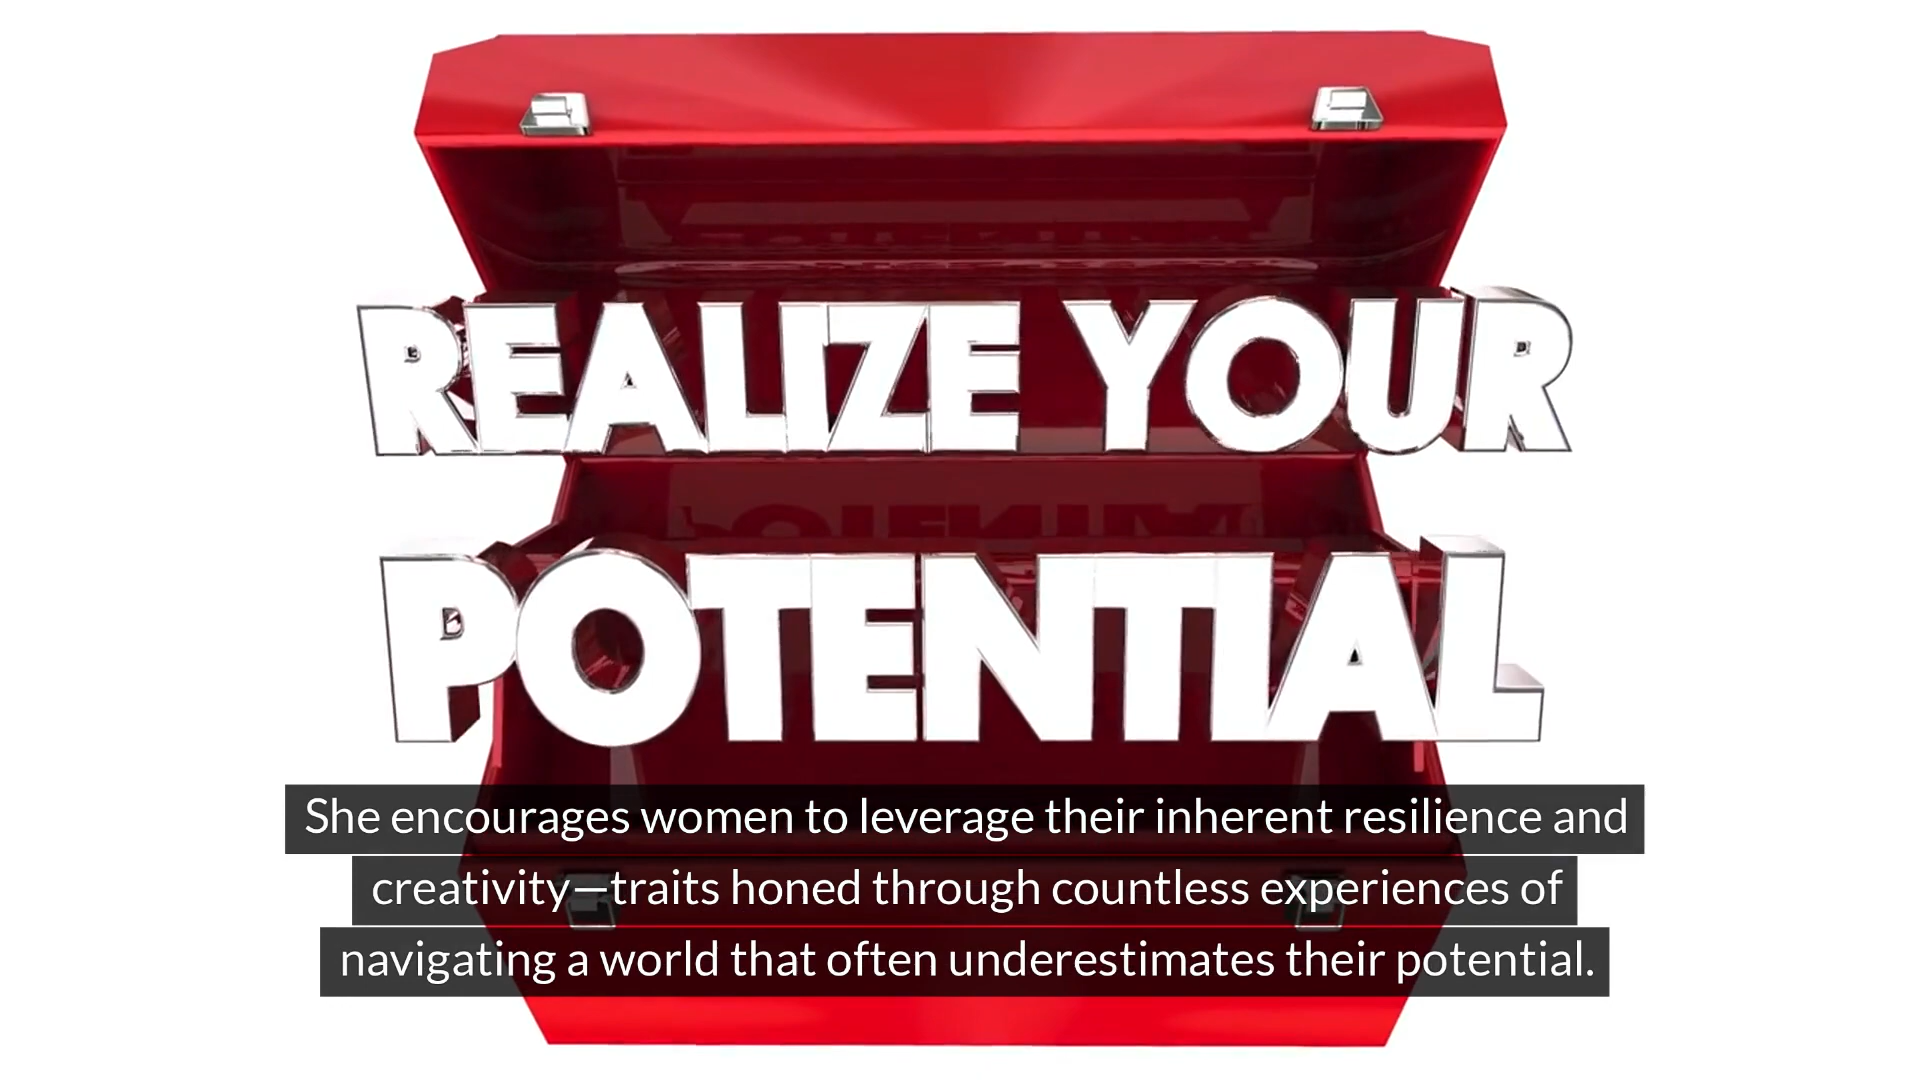 REALIZE YOUR
POTENTIAL
She encourages women to leverage their inherent resilience and
creativity—traits honed through countless experiences of
navigating a world that often underestimates their potential.